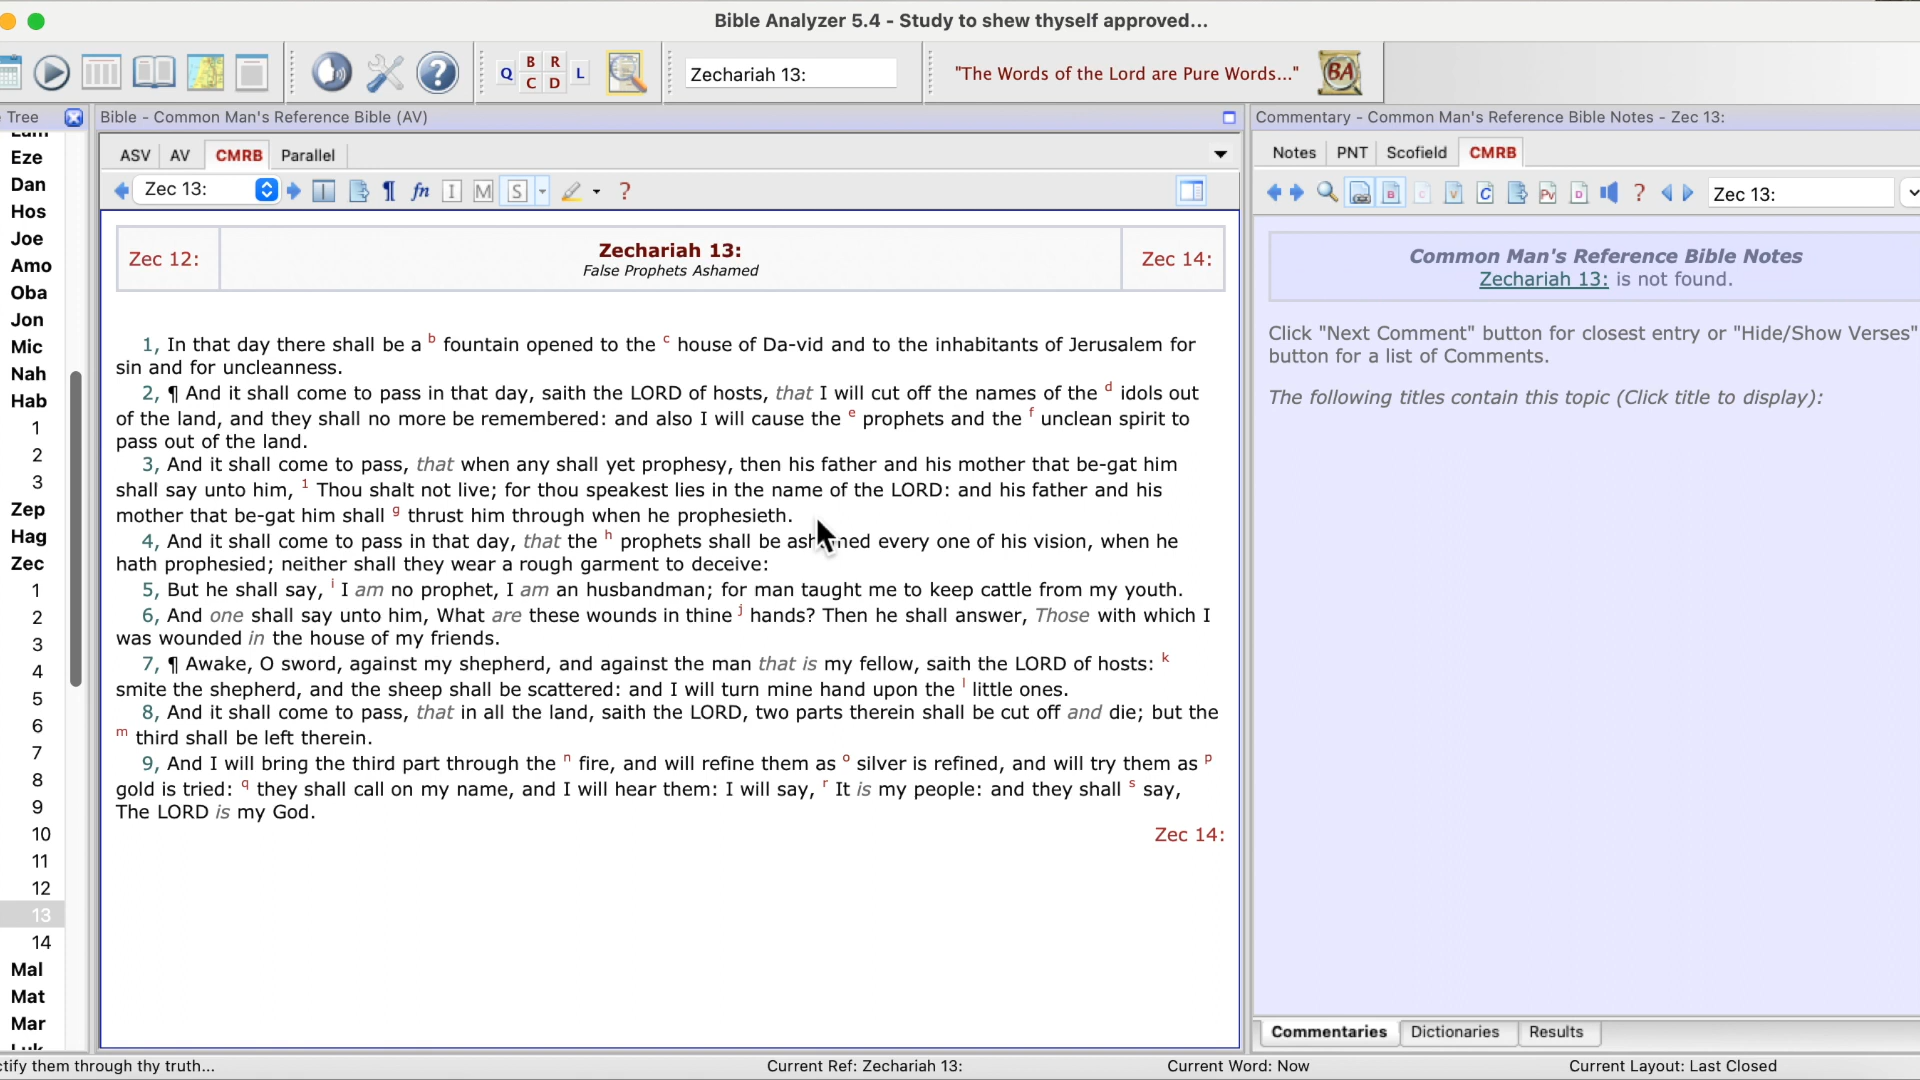 Bible Analyzer 5.4 - Study to shew thyself approved...
Q B R C D L
Zechariah 13:
"The Words of the Lord are Pure Words..."
BA
Tree
Bible - Common Man's Reference Bible (AV)
Commentary - Common Man's Reference Bible Notes - Zec 13:
Lam
Eze
Dan
Hos
Joe
Amo
Oba
Jon
Mic
Nah
Hab
1
2
3
Zep
Hag
Zec
1
2
3
4
5
6
7
8
9
10
11
12
13
14
Mal
Mat
Mar
Luk
ASV AV CMRB Parallel
Zec 13: ¶ fn I M S ?
Zec 12:
Zechariah 13:
False Prophets Ashamed
Zec 14:
1, In that day there shall be a b fountain opened to the c house of Da-vid and to the inhabitants of Jerusalem for
sin and for uncleanness.
2, ¶ And it shall come to pass in that day, saith the LORD of hosts, that I will cut off the names of the d idols out
of the land, and they shall no more be remembered: and also I will cause the e prophets and the f unclean spirit to
pass out of the land.
3, And it shall come to pass, that when any shall yet prophesy, then his father and his mother that be-gat him
shall say unto him, 1 Thou shalt not live; for thou speakest lies in the name of the LORD: and his father and his
mother that be-gat him shall g thrust him through when he prophesieth.
4, And it shall come to pass in that day, that the h prophets shall be ashamed every one of his vision, when he
hath prophesied; neither shall they wear a rough garment to deceive:
5, But he shall say, i I am no prophet, I am an husbandman; for man taught me to keep cattle from my youth.
6, And one shall say unto him, What are these wounds in thine j hands? Then he shall answer, Those with which I
was wounded in the house of my friends.
7, ¶ Awake, O sword, against my shepherd, and against the man that is my fellow, saith the LORD of hosts: k
smite the shepherd, and the sheep shall be scattered: and I will turn mine hand upon the l little ones.
8, And it shall come to pass, that in all the land, saith the LORD, two parts therein shall be cut off and die; but the
m third shall be left therein.
9, And I will bring the third part through the n fire, and will refine them as o silver is refined, and will try them as p
gold is tried: q they shall call on my name, and I will hear them: I will say, r It is my people: and they shall s say,
The LORD is my God.
Zec 14:
Notes PNT Scofield CMRB
B C V C Pv D ? Zec 13:
Common Man's Reference Bible Notes
Zechariah 13: is not found.
Click "Next Comment" button for closest entry or "Hide/Show Verses"
button for a list of Comments.
The following titles contain this topic (Click title to display):
Commentaries Dictionaries Results
ctify them through thy truth...
Current Ref: Zechariah 13:
Current Word: Now
Current Layout: Last Closed